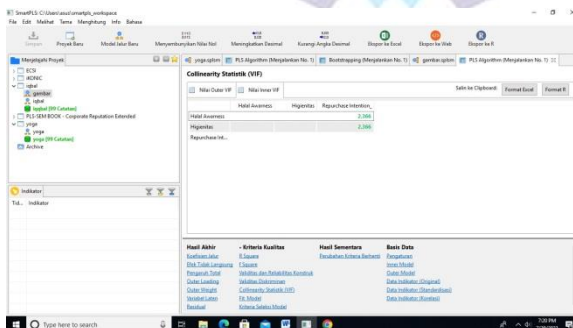 SmartPLS: C:\Users\asus\smartpls_workspace
File Edit Melihat Tema Menghitung Info Bahasa
Simpan Proyek Baru Model Jalur Baru Menyembunyikan Nilai Nol Meningkatkan Desimal Kurangi Angka Desimal Ekspor ke Excel Ekspor ke Web Ekspor ke R
Menjelajahi Proyek
ECSI
iqbal
gambar
iqbal
iqqbal [99 Catatan]
PLS-SEM BOOK - Corporate Reputation Extended
yoga
yoga
yoga [99 Catatan]
Archive
Indikator
Tid... Indikator
yoga.splsm PLS Algorithm (Menjalankan No. 1) Bootstrapping (Menjalankan No. 1) gambar.splsm PLS Algorithm (Menjalankan No. 1)
Collinearity Statistik (VIF)
Nilai Outer VIF Nilai Inner VIF Salin ke Clipboard: Format Excel Format R
Halal Awarness Higienitas Repurchase Intention_
Halal Awarness 2.366
Higienitas 2.366
Repurchase Int...
Hasil Akhir - Kriteria Kualitas Hasil Sementara Basis Data
Koefisien Jalur R Square Perubahan Kriteria Berhenti Pengaturan
Efek Tidak Langsung f Square Inner Model
Pengaruh Total Validitas dan Reliabilitas Konstruk Outer Model
Outer Loading Validitas Diskriminan Data Indikator (Original)
Outer Weight Collinearity Statistik (VIF) Data Indikator (Standardisasi)
Variabel Laten Fit Model Data Indikator (Korelasi)
Residual Kriteria Seleksi Model
Type here to search
7:28 PM